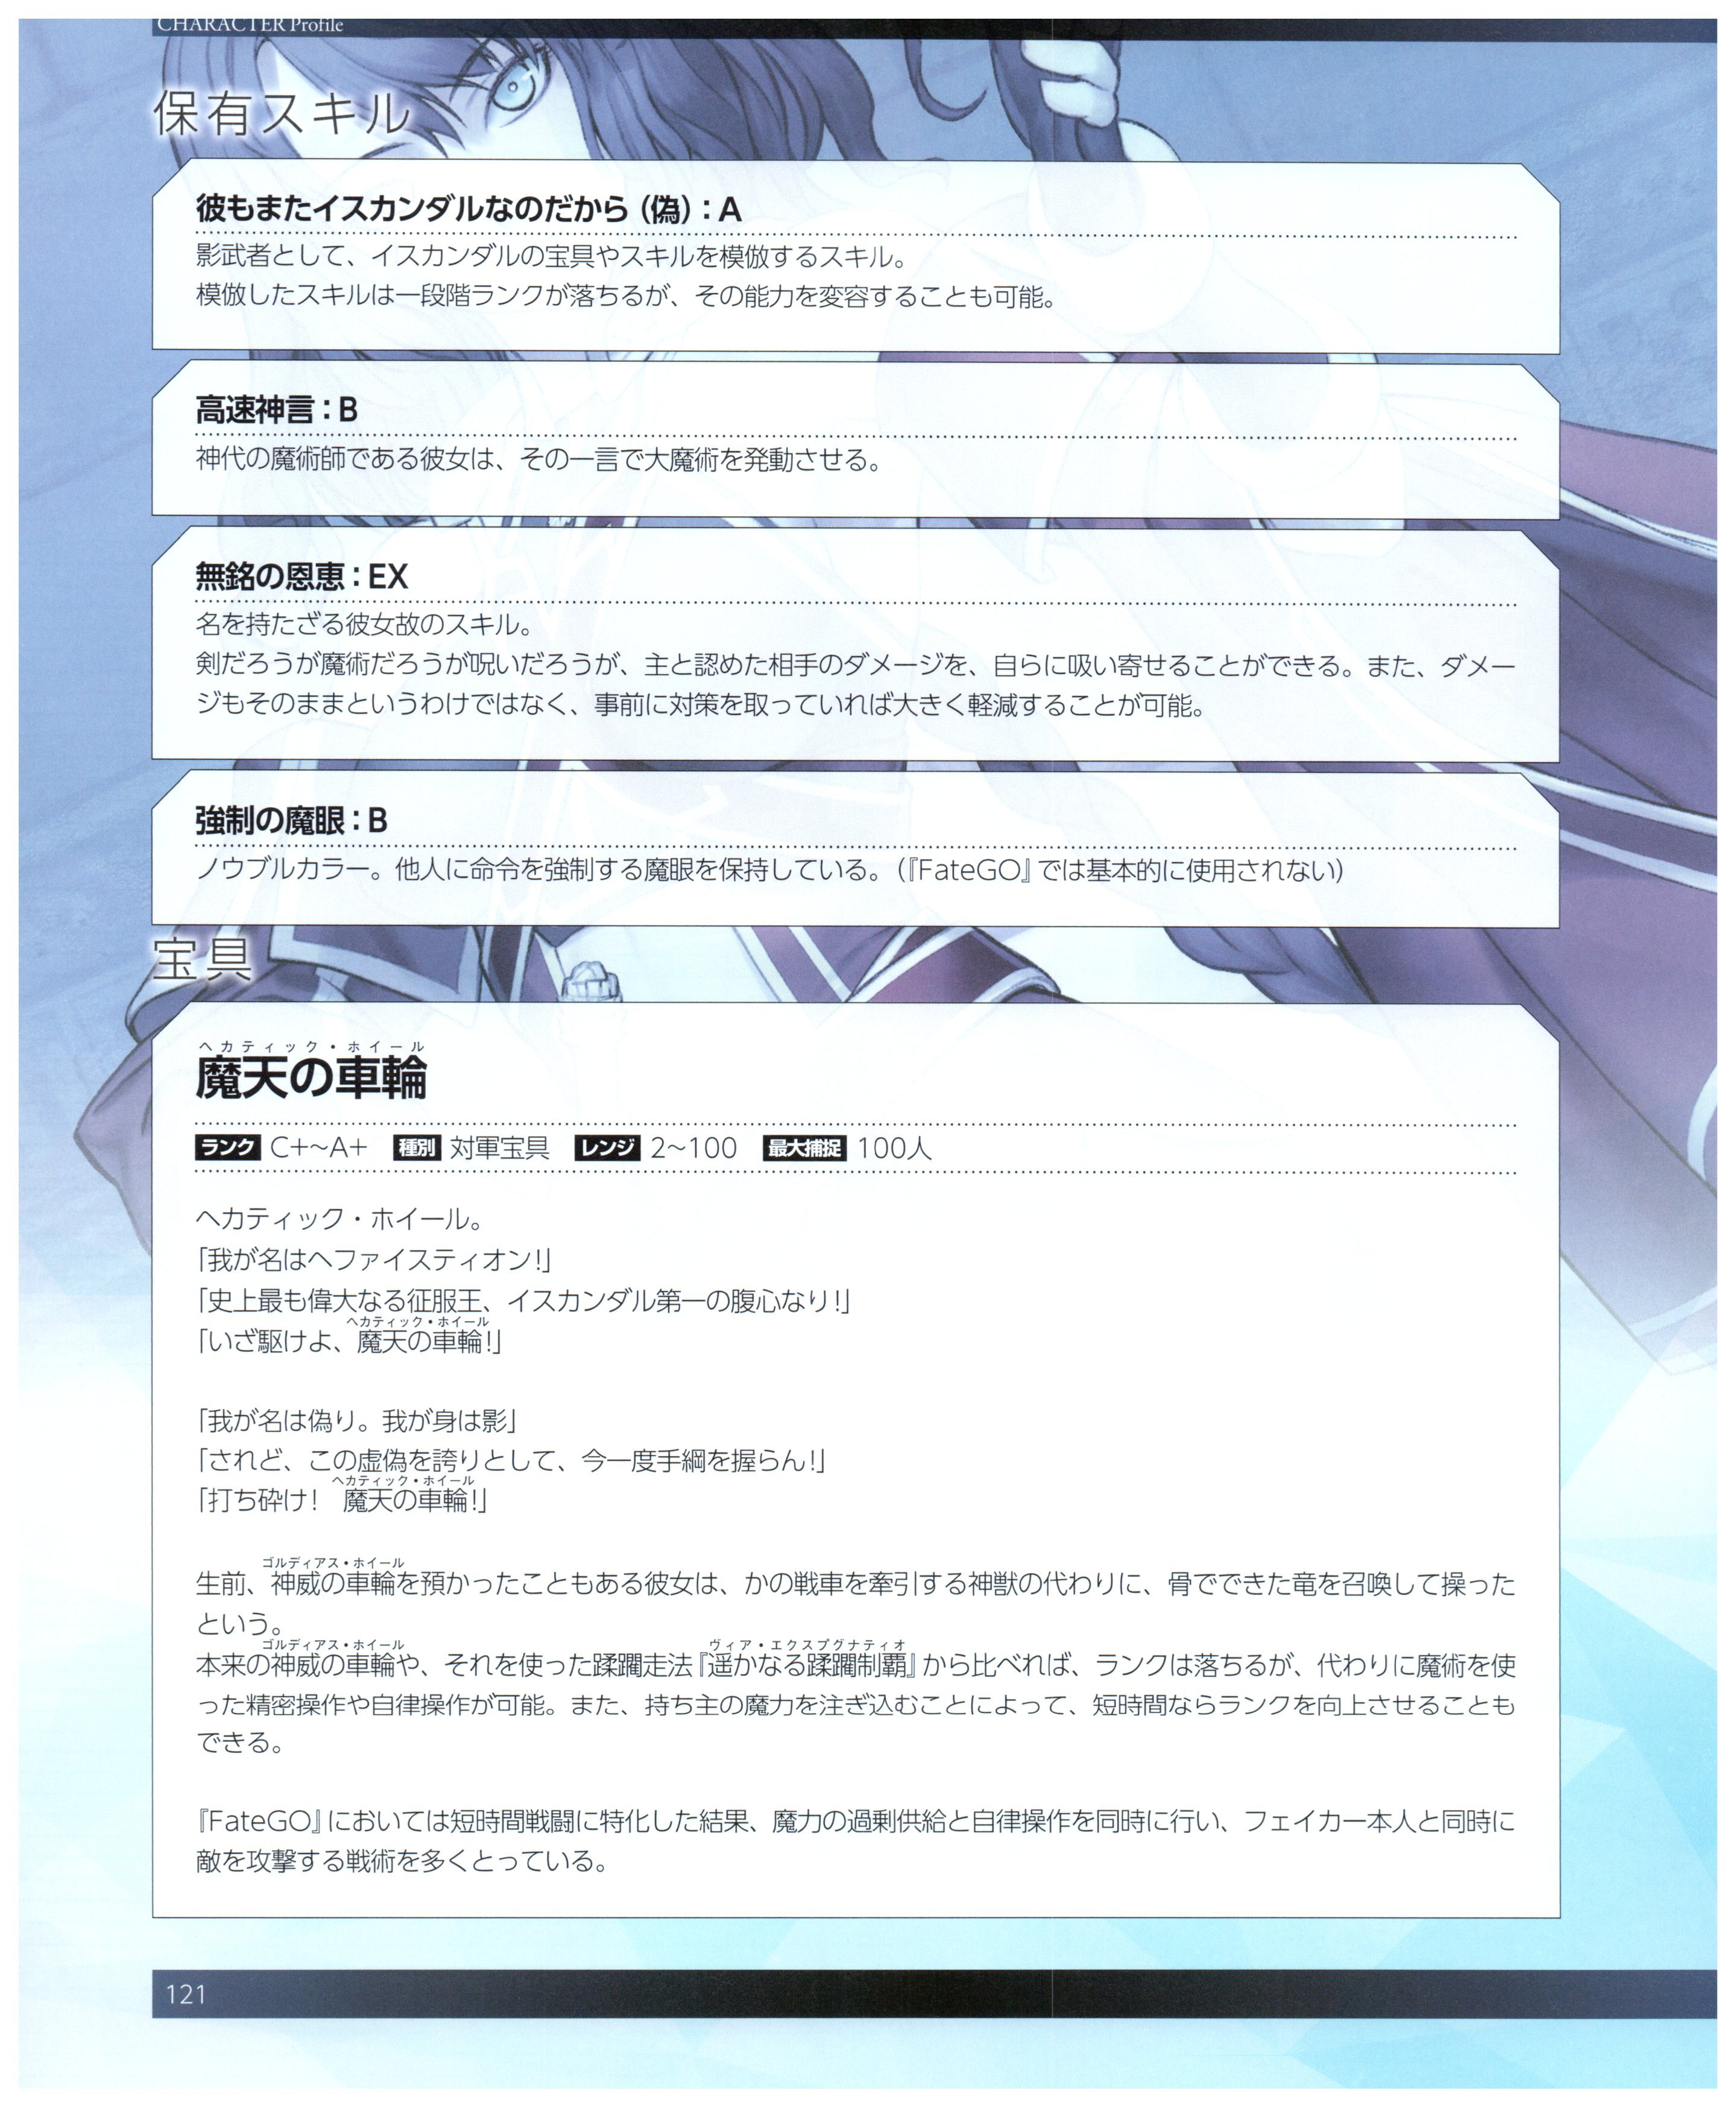 CHARACTER Profile
保有スキル
彼もまたイスカンダルなのだから(偽):A
影武者として、イスカンダルの宝具やスキルを模倣するスキル。
模倣したスキルは一段階ランクが落ちるが、その能力を変容することも可能。
高速神言:B
神代の魔術師である彼女は、その一言で大魔術を発動させる。
無銘の恩恵:EX
名を持たざる彼女故のスキル。
剣だろうが魔術だろうが呪いだろうが、主と認めた相手のダメージを、自らに吸い寄せることができる。また、ダメー
ジもそのままというわけではなく、事前に対策を取っていれば大きく軽減することが可能。
強制の魔眼:B
ノウブルカラー。他人に命令を強制する魔眼を保持している。(『FateGO』では基本的に使用されない)
宝具
ヘカティック・ホイール
魔天の車輪
ランク C+~A+ 種別 対軍宝具 レンジ 2~100 最大捕捉 100人
ヘカティック・ホイール。
「我が名はヘファイスティオン!」
「史上最も偉大なる征服王、イスカンダル第一の腹心なり!」
ヘカティック・ホイール
「いざ駆けよ、魔天の車輪!」
「我が名は偽り。我が身は影」
「されど、この虚偽を誇りとして、今一度手綱を握らん!」
ヘカティック・ホイール
「打ち砕け! 魔天の車輪!」
ゴルディアス・ホイール
生前、神威の車輪を預かったこともある彼女は、かの戦車を牽引する神獣の代わりに、骨でできた竜を召喚して操った
という。
ゴルディアス・ホイール ヴィア・エクスプグナティオ
本来の神威の車輪や、それを使った蹂躙走法『遥かなる蹂躙制覇』から比べれば、ランクは落ちるが、代わりに魔術を使
った精密操作や自律操作が可能。また、持ち主の魔力を注ぎ込むことによって、短時間ならランクを向上させることも
できる。
『FateGO』においては短時間戦闘に特化した結果、魔力の過剰供給と自律操作を同時に行い、フェイカー本人と同時に
敵を攻撃する戦術を多くとっている。
121